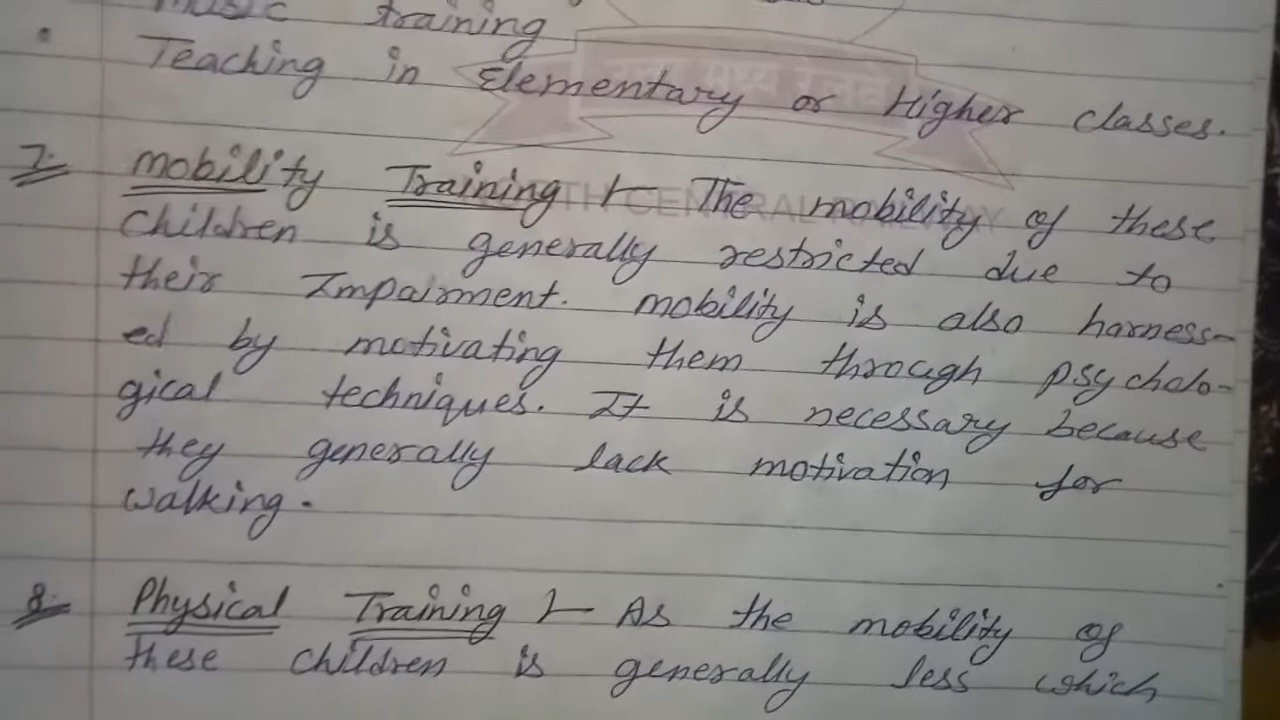 music training
Teaching in Elementary or Higher classes.
7. mobility Training :- The mobility of these
children is generally restricted due to
their Impairment. mobility is also harness-
ed by motivating them through psycholo-
gical techniques. It is necessary because
they generally lack motivation for
walking.
8. Physical Training :- As the mobility of
these children is generally less which